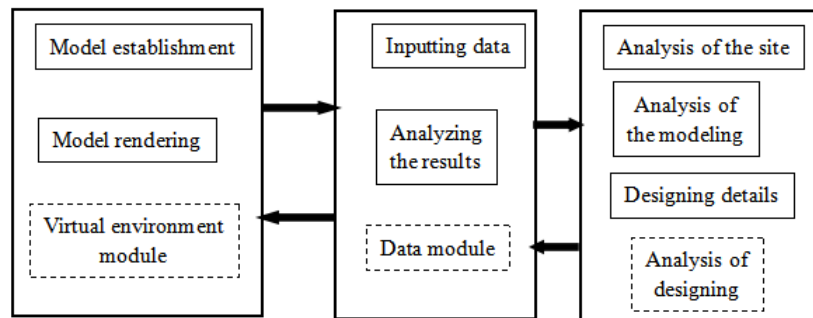 Model establishment
Model rendering
Virtual environment
module
Inputting data
Analyzing
the results
Data module
Analysis of the site
Analysis of
the modeling
Designing details
Analysis of
designing